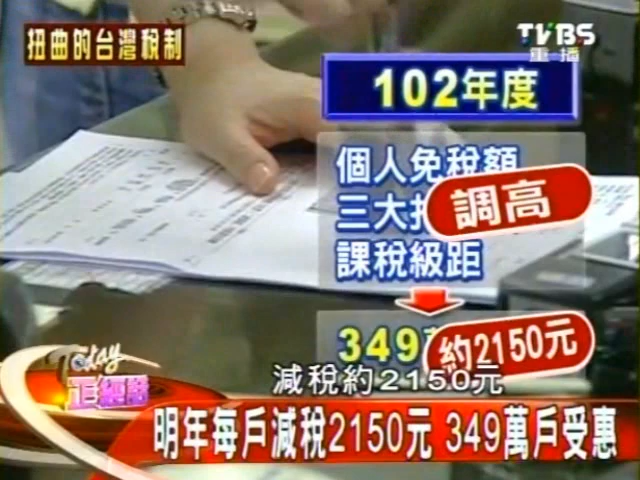 扭曲的台灣稅制
TVBS
重播
102年度
個人免稅額
三大
調高
課稅級距
349
約2150元
減稅約2150元
Today
正經話
明年每戶減稅2150元 349萬戶受惠